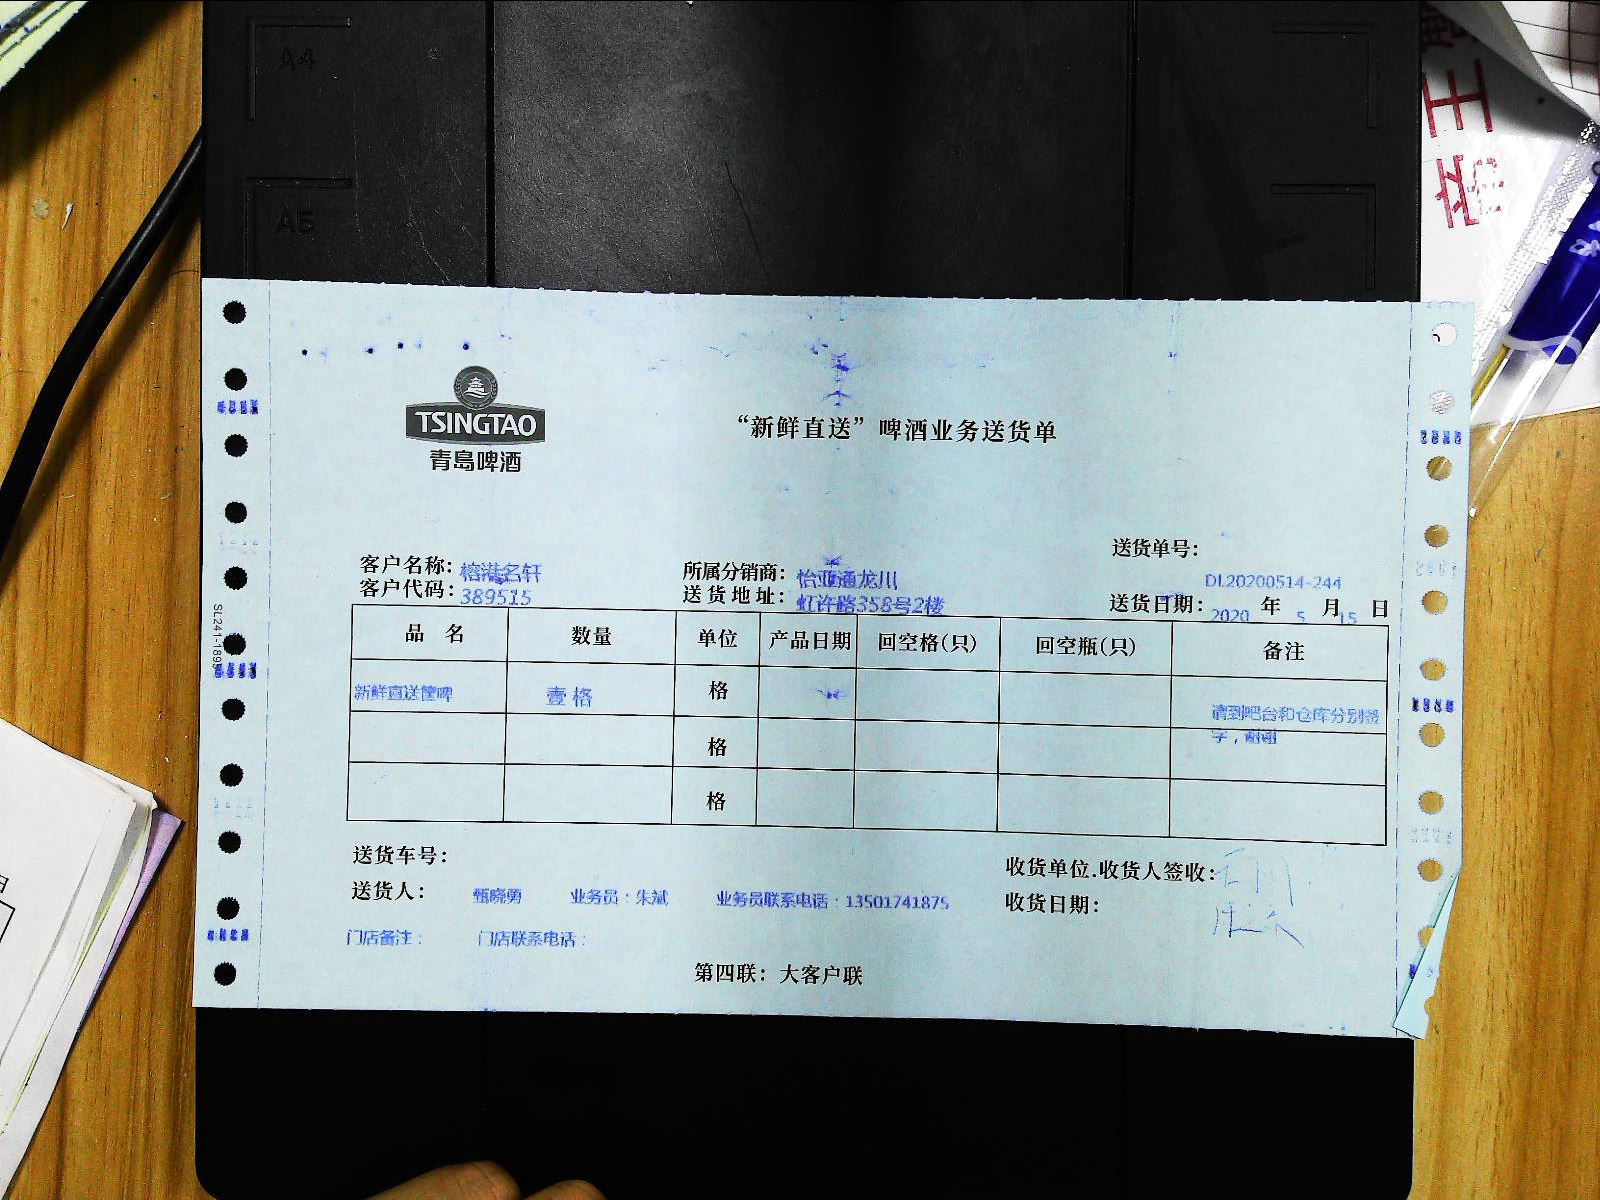 A4
A5
帝王
TSINGTAO
青岛啤酒
“新鲜直送”啤酒业务送货单
送货单号：
DL20200514-244
客户名称：榕港名轩
所属分销商：怡亚通龙川
客户代码：389515
送货地址：虹许路358号2楼
送货日期：2020 年 5 月 15 日
品 名 数量 单位 产品日期 回空格(只) 回空瓶(只) 备注
新鲜直送筐啤 壹格 格
请到吧台和仓库分别签
字，谢谢
格
格
送货车号：
收货单位.收货人签收：
送货人： 甄晓勇 业务员：朱斌 业务员联系电话：13501741875
收货日期：
门店备注： 门店联系电话：
第四联：大客户联